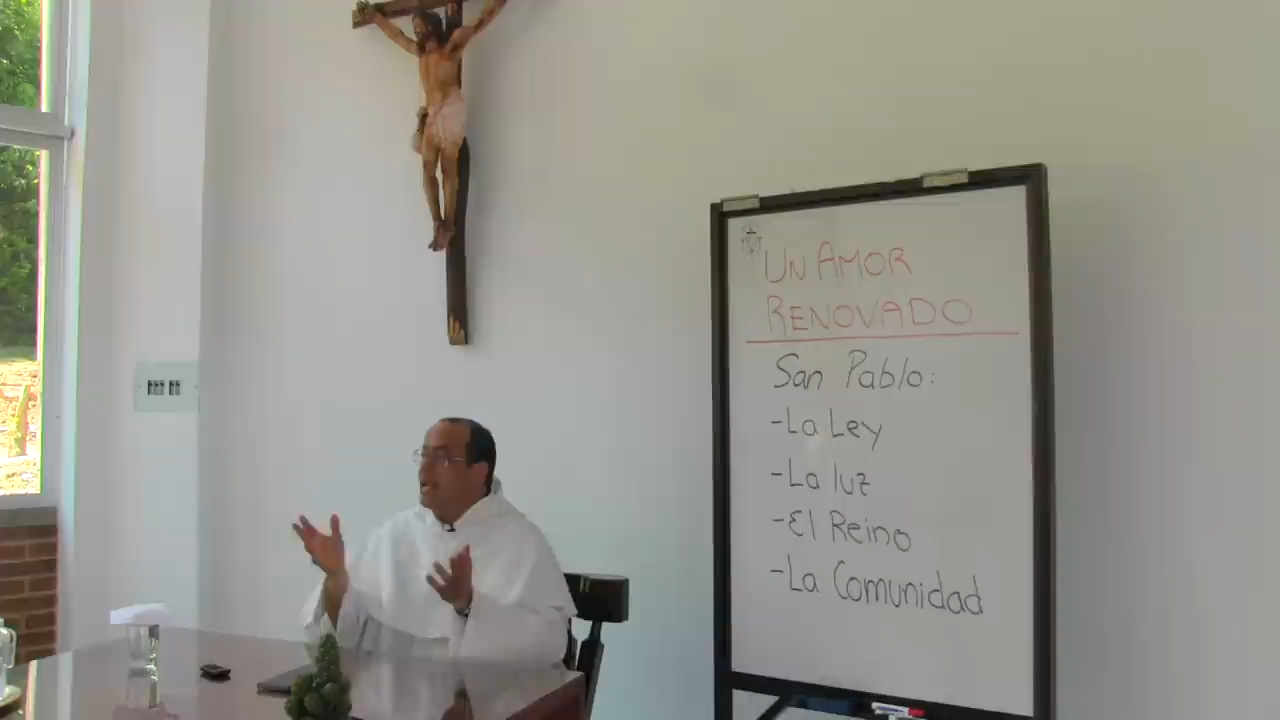 UN AMOR
RENOVADO
San Pablo:
-La Ley
-La luz
-El Reino
-La Comunidad